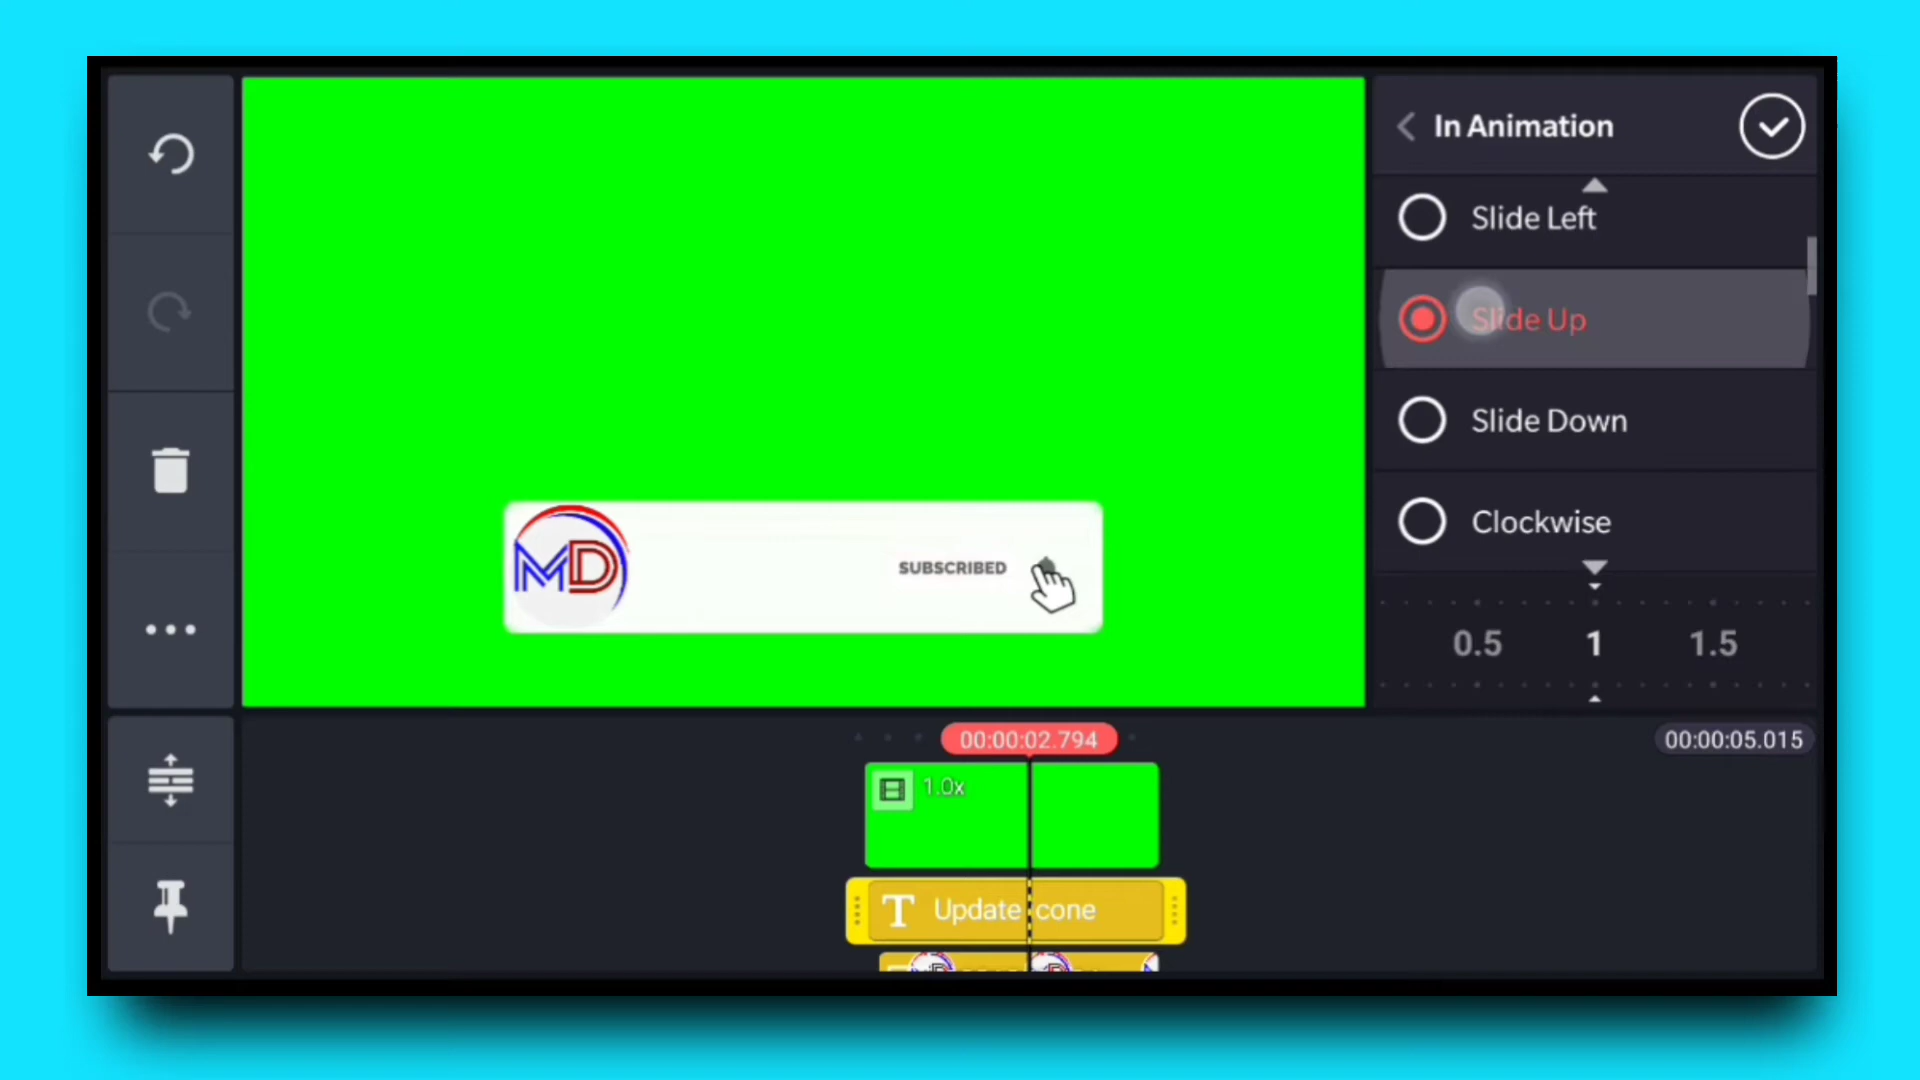 In Animation
Slide Left
Slide Up
Slide Down
Clockwise
0.5 1 1.5
MD
SUBSCRIBED
00:00:02.794
00:00:05.015
1.0x
T Update cone